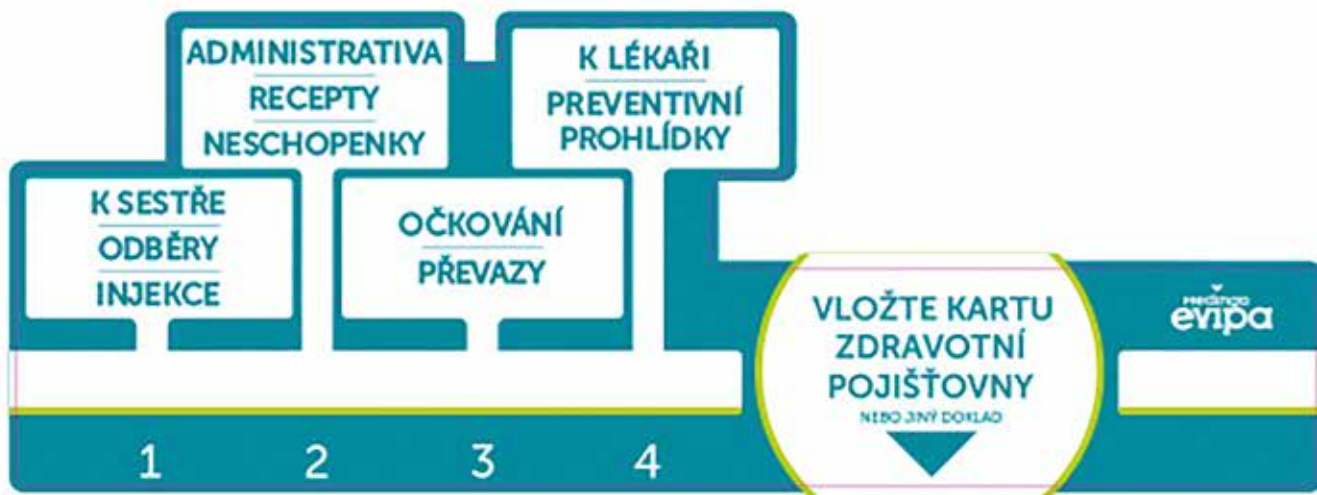 ADMINISTRATIVA
RECEPTY
NESCHOPENKY
K LÉKAŘI
PREVENTIVNÍ
PROHLÍDKY
K SESTŘE
ODBĚRY
INJEKCE
OČKOVÁNÍ
PŘEVAZY
VLOŽTE KARTU
ZDRAVOTNÍ
POJIŠŤOVNY
NEBO JINÝ DOKLAD
evipa
1 2 3 4